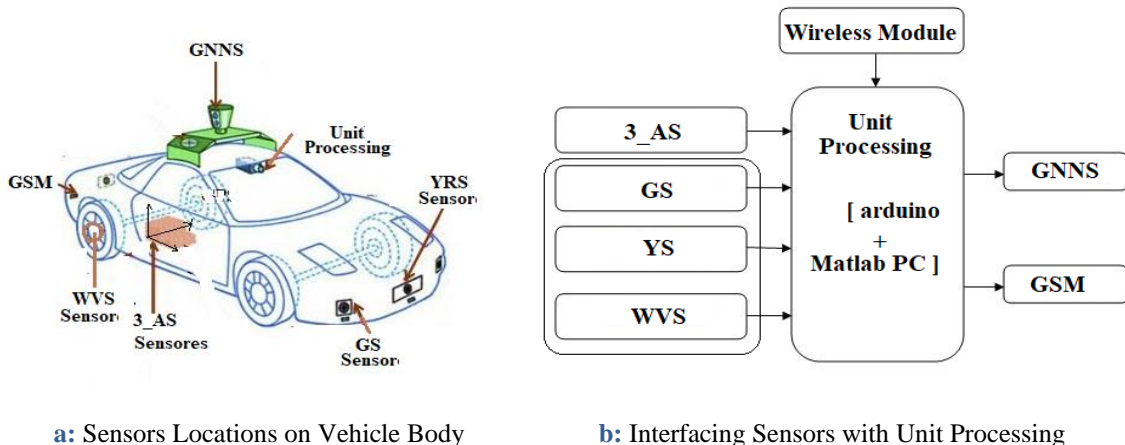 GNNS
Unit
Processing
YRS
Sensor
GSM
WVS
Sensor
3_AS
Sensores
GS
Sensor
a: Sensors Locations on Vehicle Body
Wireless Module
3_AS
GS
YS
WVS
Unit
Processing
[ arduino
+
Matlab PC ]
GNNS
GSM
b: Interfacing Sensors with Unit Processing